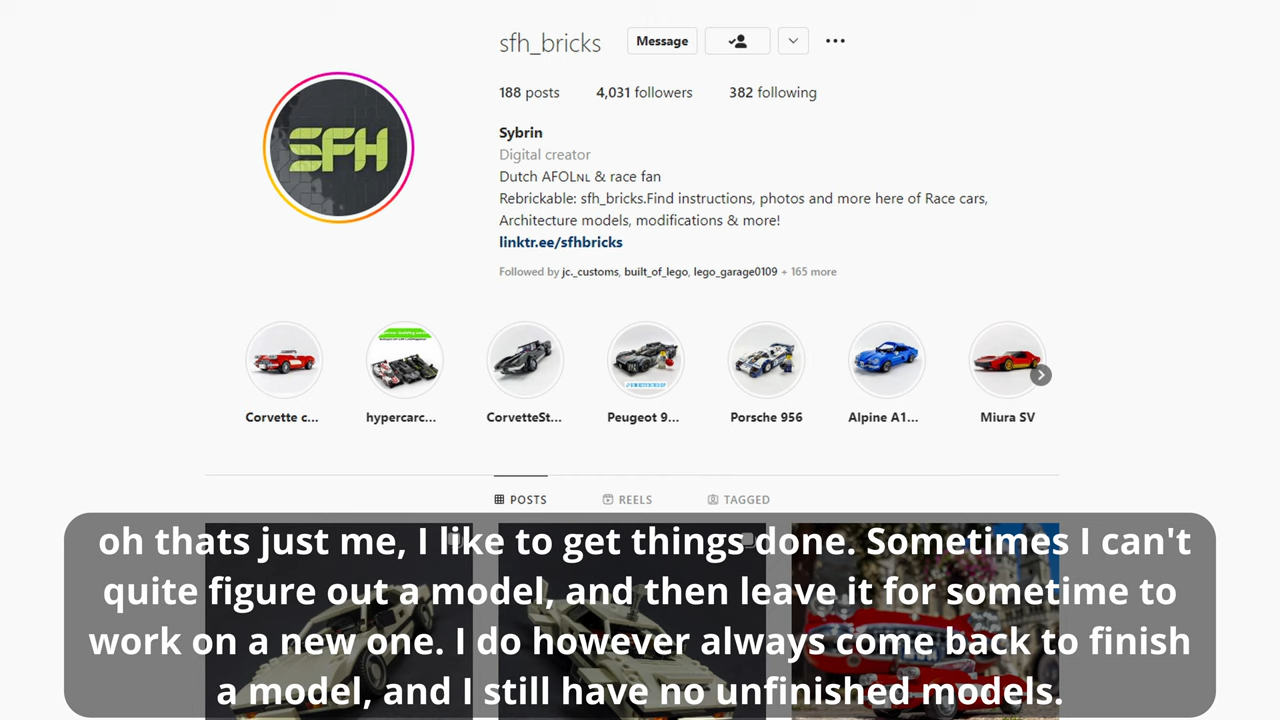 sfh_bricks
Message
188 posts
4,031 followers
382 following
SFH
Sybrin
Digital creator
Dutch AFOLNL & race fan
Rebrickable: sfh_bricks.Find instructions, photos and more here of Race cars,
Architecture models, modifications & more!
linktr.ee/sfhbricks
Followed by jc._customs, built_of_lego, lego_garage0109 + 165 more
Corvette c...
hypercarc...
CorvetteSt...
Peugeot 9...
Porsche 956
Alpine A1...
Miura SV
POSTS
REELS
TAGGED
oh thats just me, I like to get things done. Sometimes I can't
quite figure out a model, and then leave it for sometime to
work on a new one. I do however always come back to finish
a model, and I still have no unfinished models.